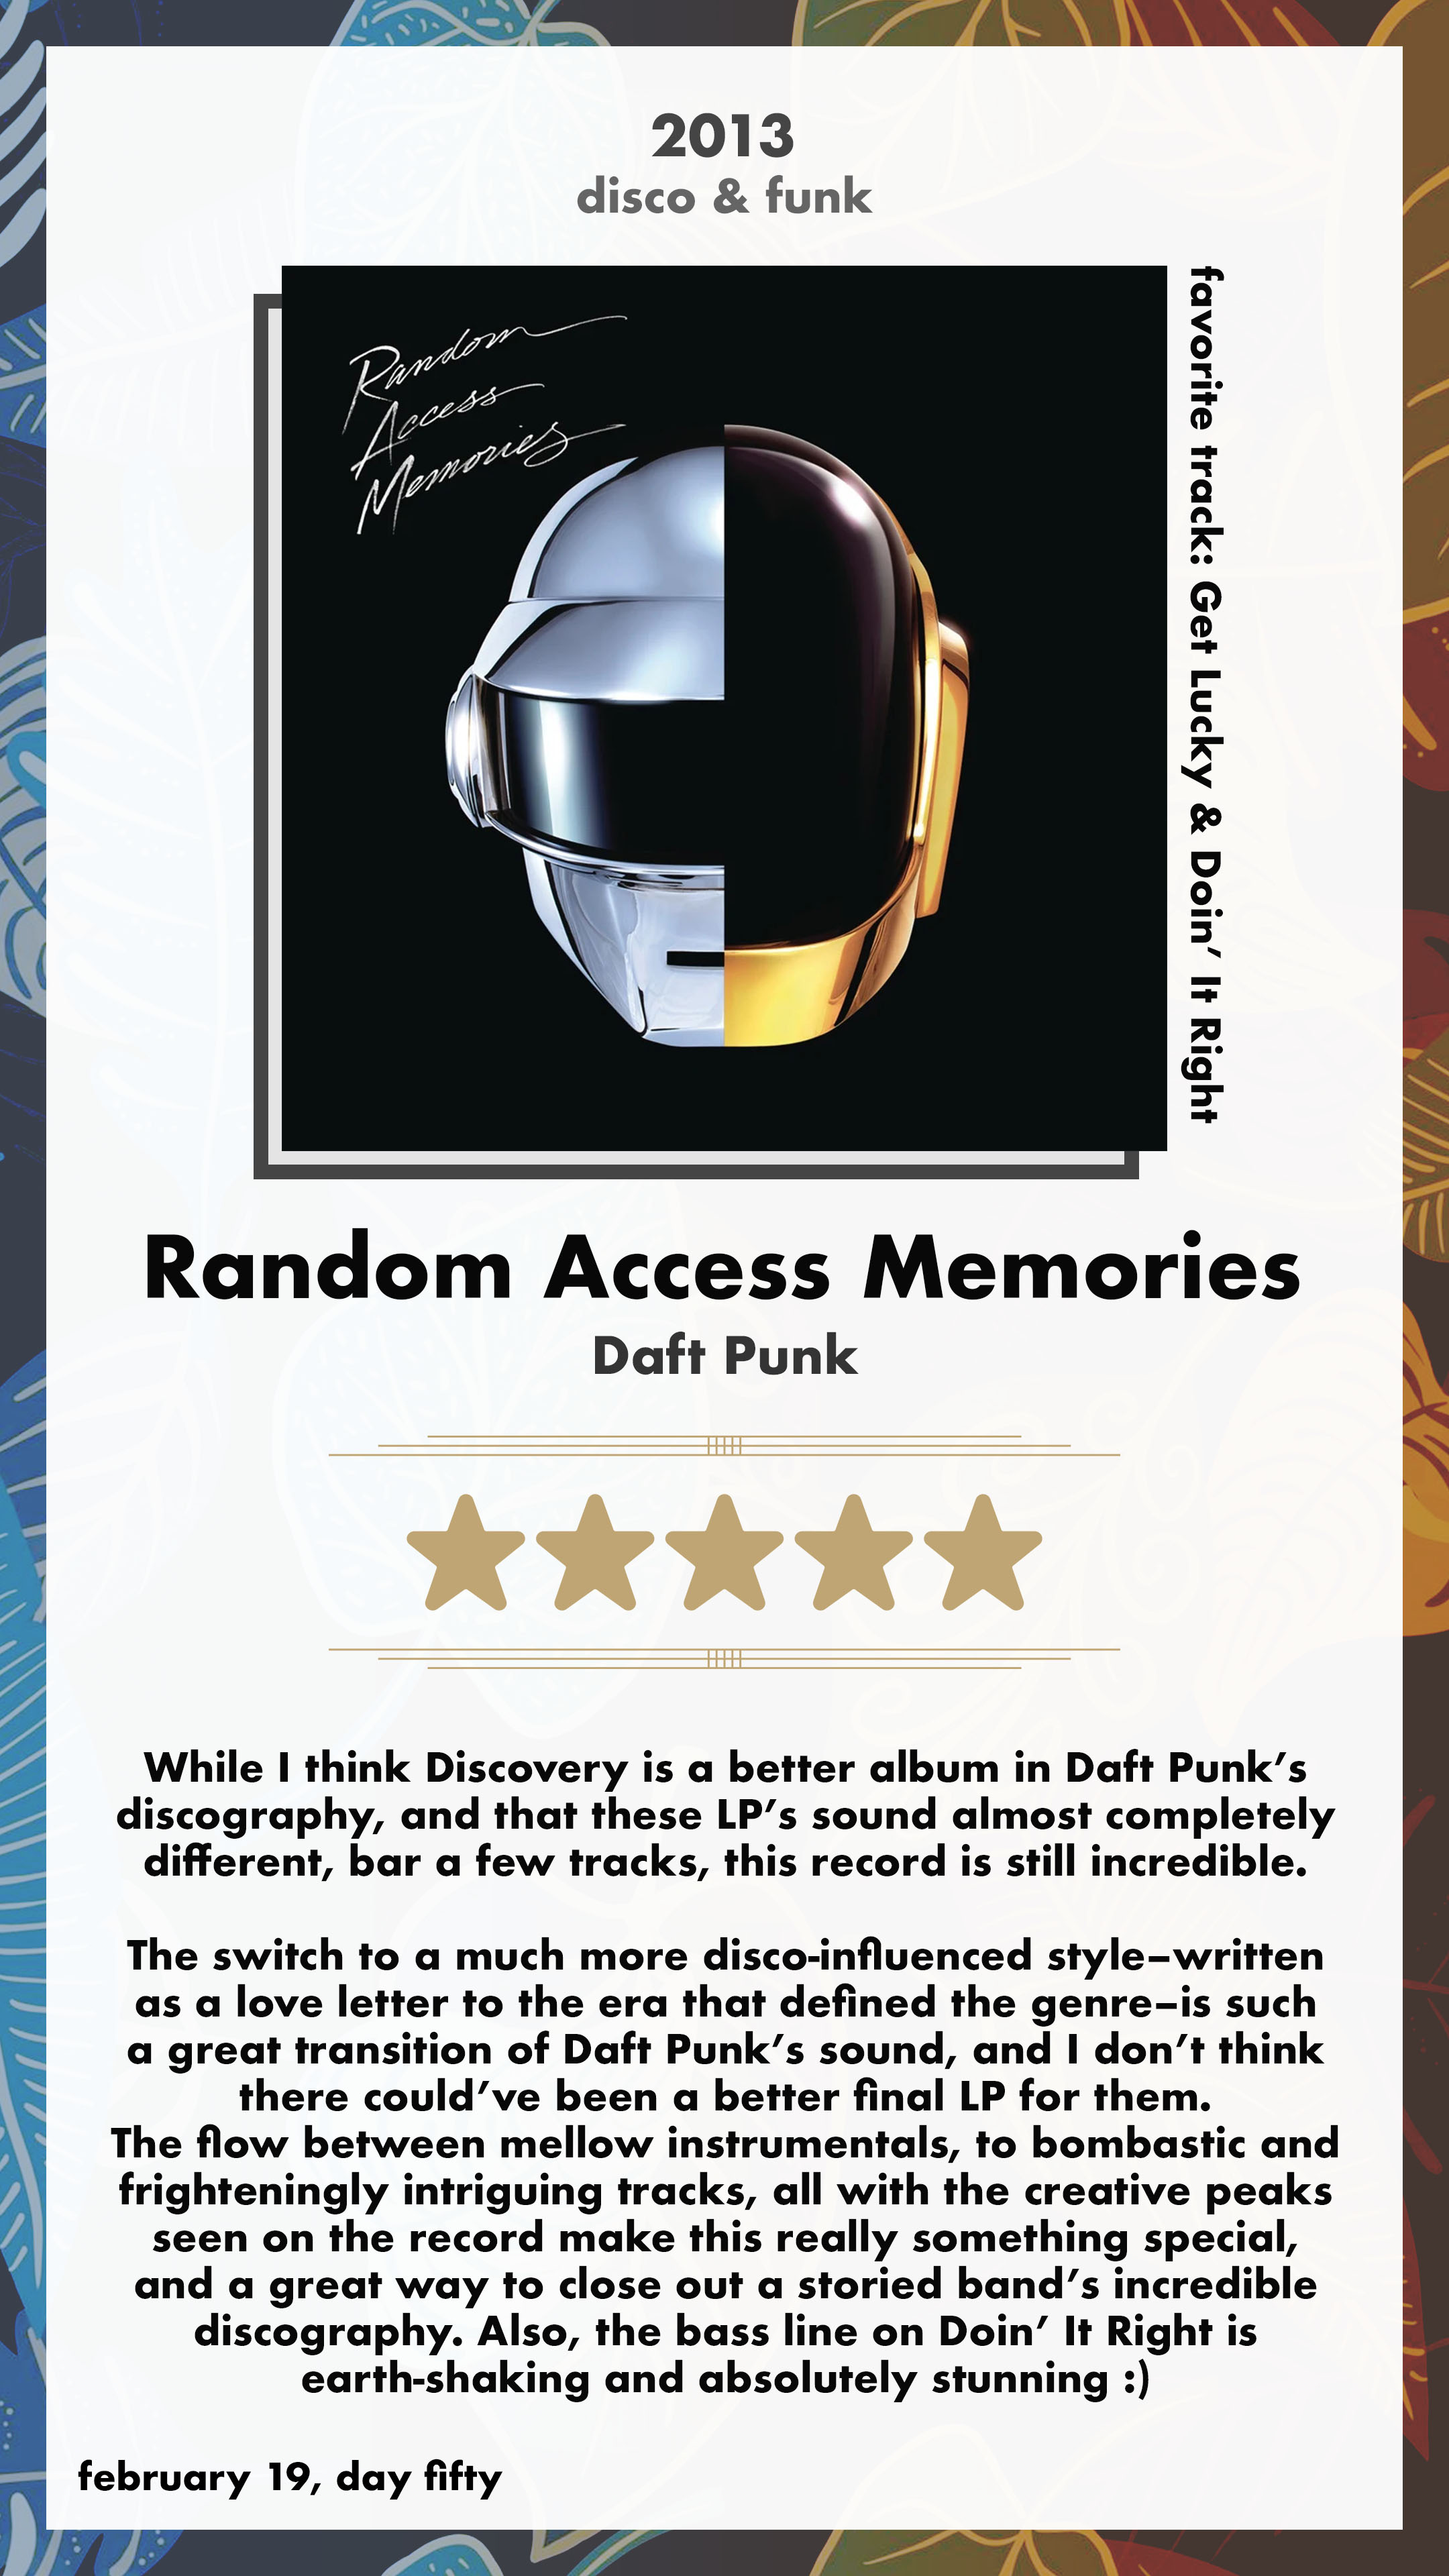 2013
disco & funk
Random
Access
Memories
favorite track: Get Lucky & Doin’ It Right
Random Access Memories
Daft Punk
While I think Discovery is a better album in Daft Punk’s
discography, and that these LP’s sound almost completely
different, bar a few tracks, this record is still incredible.
The switch to a much more disco-influenced style–written
as a love letter to the era that defined the genre–is such
a great transition of Daft Punk’s sound, and I don’t think
there could’ve been a better final LP for them.
The flow between mellow instrumentals, to bombastic and
frighteningly intriguing tracks, all with the creative peaks
seen on the record make this really something special,
and a great way to close out a storied band’s incredible
discography. Also, the bass line on Doin’ It Right is
earth-shaking and absolutely stunning :)
february 19, day fifty